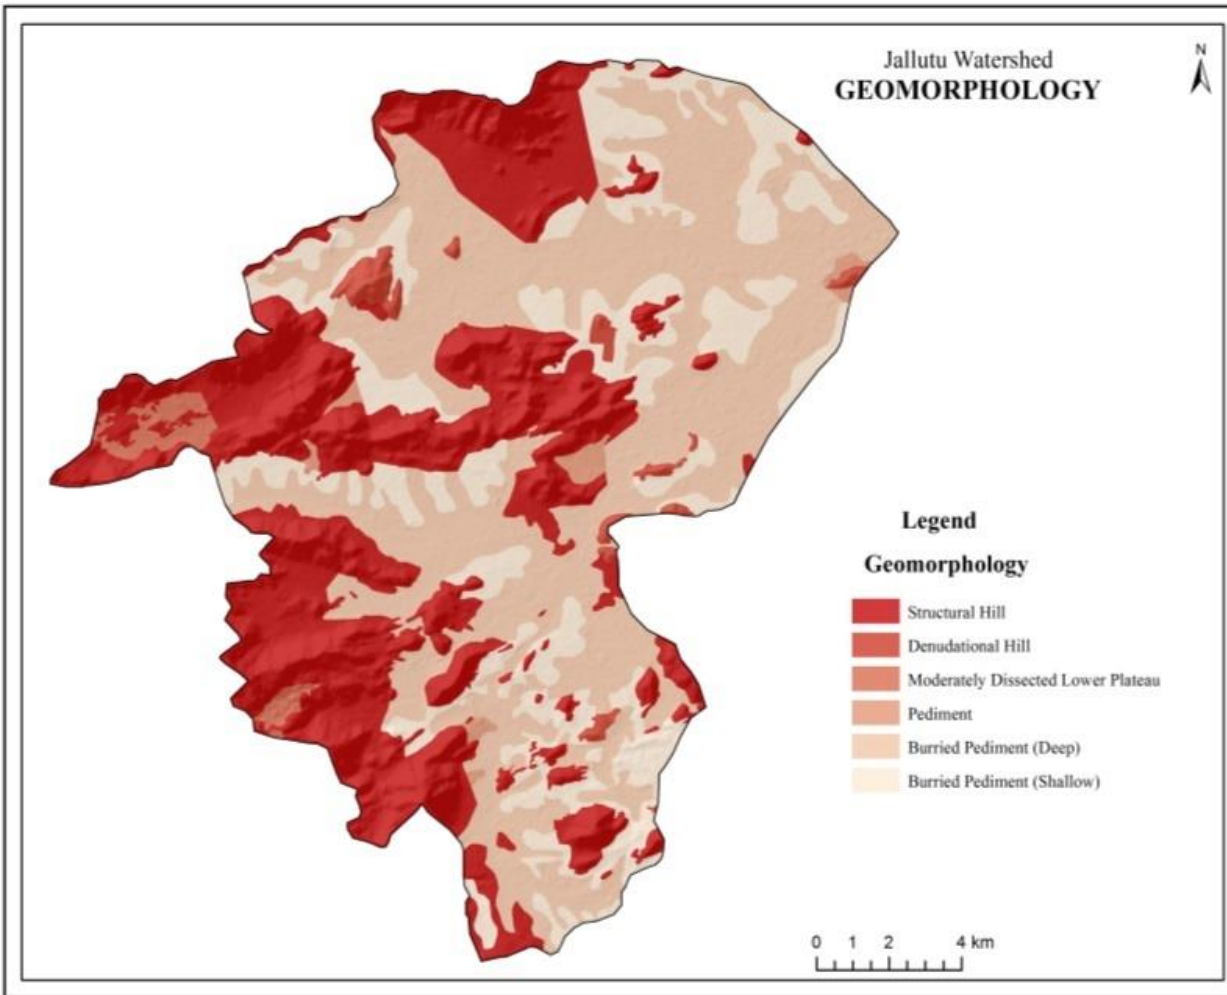 Jallutu Watershed
GEOMORPHOLOGY
N
Legend
Geomorphology
Structural Hill
Denudational Hill
Moderately Dissected Lower Plateau
Pediment
Burried Pediment (Deep)
Burried Pediment (Shallow)
0 1 2 4 km